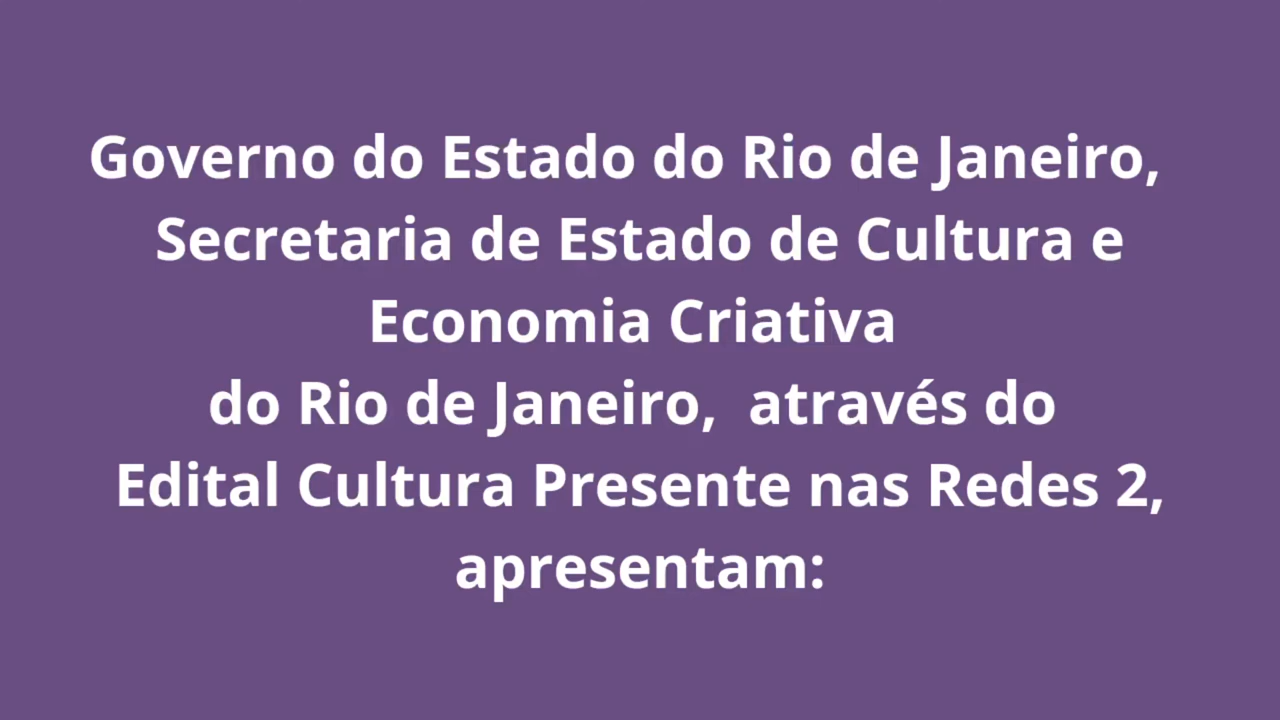 Governo do Estado do Rio de Janeiro,
Secretaria de Estado de Cultura e
Economia Criativa
do Rio de Janeiro,  através do
Edital Cultura Presente nas Redes 2,
apresentam: